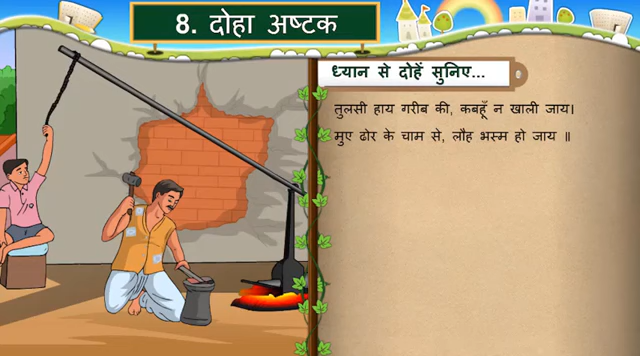 8. दोहा अष्टक
ध्यान से दोहें सुनिए...
तुलसी हाय गरीब की, कबहूँ न खाली जाय।
मुए ढोर के चाम से, लौह भस्म हो जाय ॥